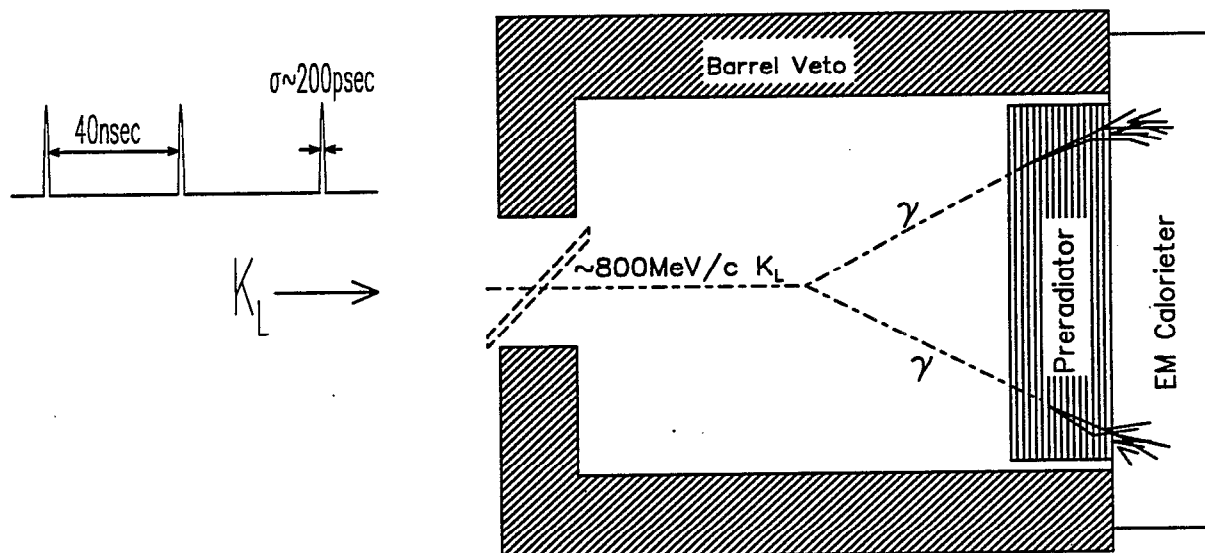 σ~200psec
40nsec
K_L
Barrel Veto
~800MeV/c K_L
γ
γ
Preradiator
EM Calorieter